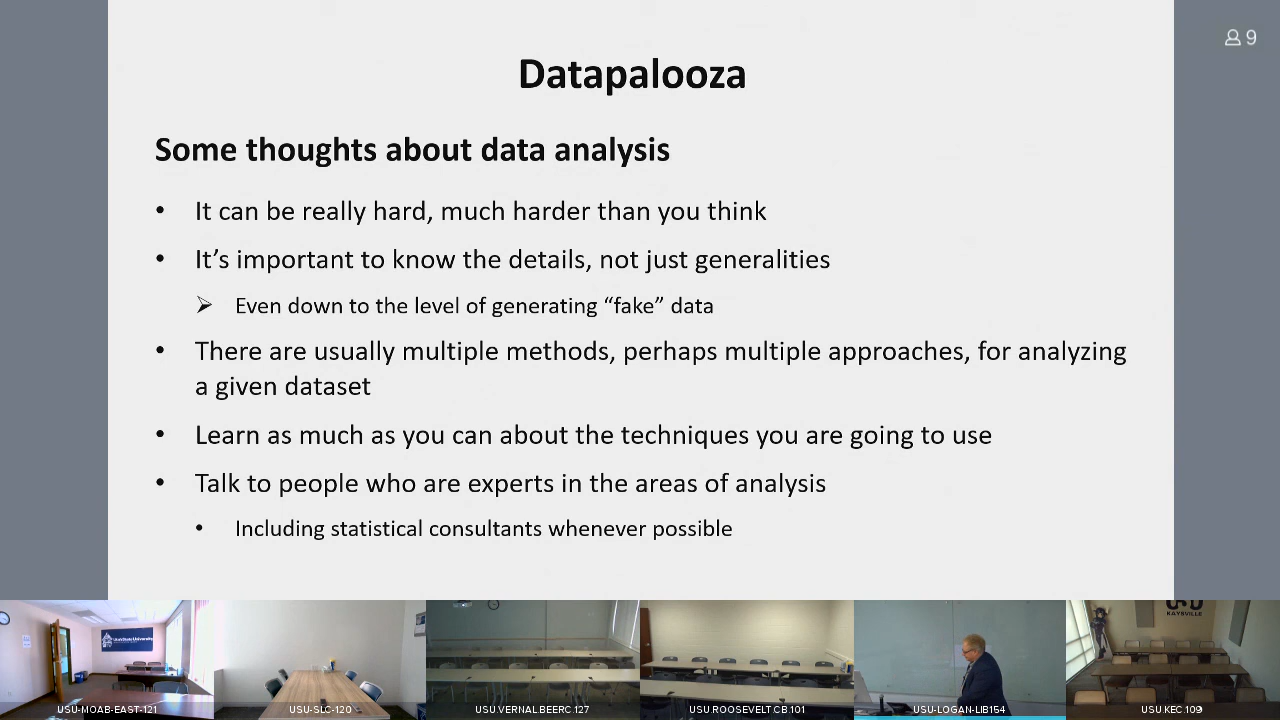 9
Datapalooza
Some thoughts about data analysis
• It can be really hard, much harder than you think
• It’s important to know the details, not just generalities
➢ Even down to the level of generating “fake” data
• There are usually multiple methods, perhaps multiple approaches, for analyzing
a given dataset
• Learn as much as you can about the techniques you are going to use
• Talk to people who are experts in the areas of analysis
• Including statistical consultants whenever possible
UtahStateUniversity
USU
KAYSVILLE
USU-MOAB-EAST-121
USU-SLC-120
USU.VERNAL.BEERC.127
USU.ROOSEVELT.CB.101
USU-LOGAN-LIB154
USU.KEC.109